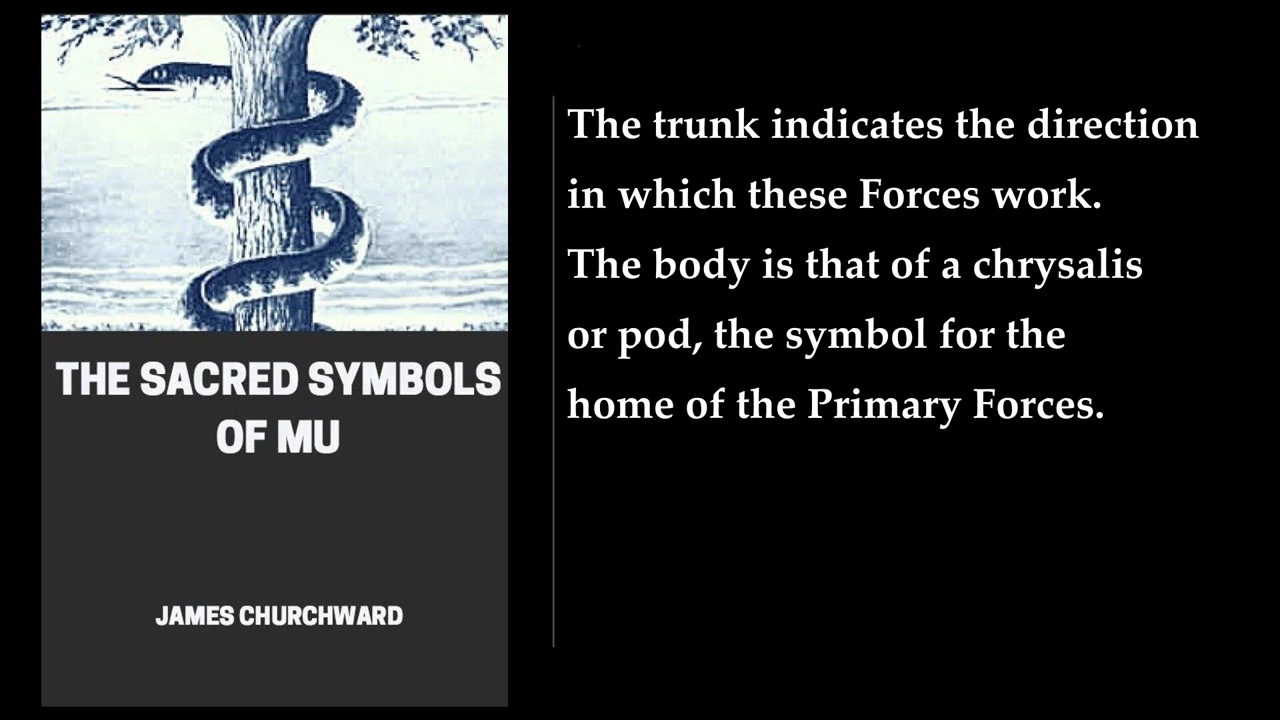 THE SACRED SYMBOLS
OF MU
JAMES CHURCHWARD
The trunk indicates the direction
in which these Forces work.
The body is that of a chrysalis
or pod, the symbol for the
home of the Primary Forces.